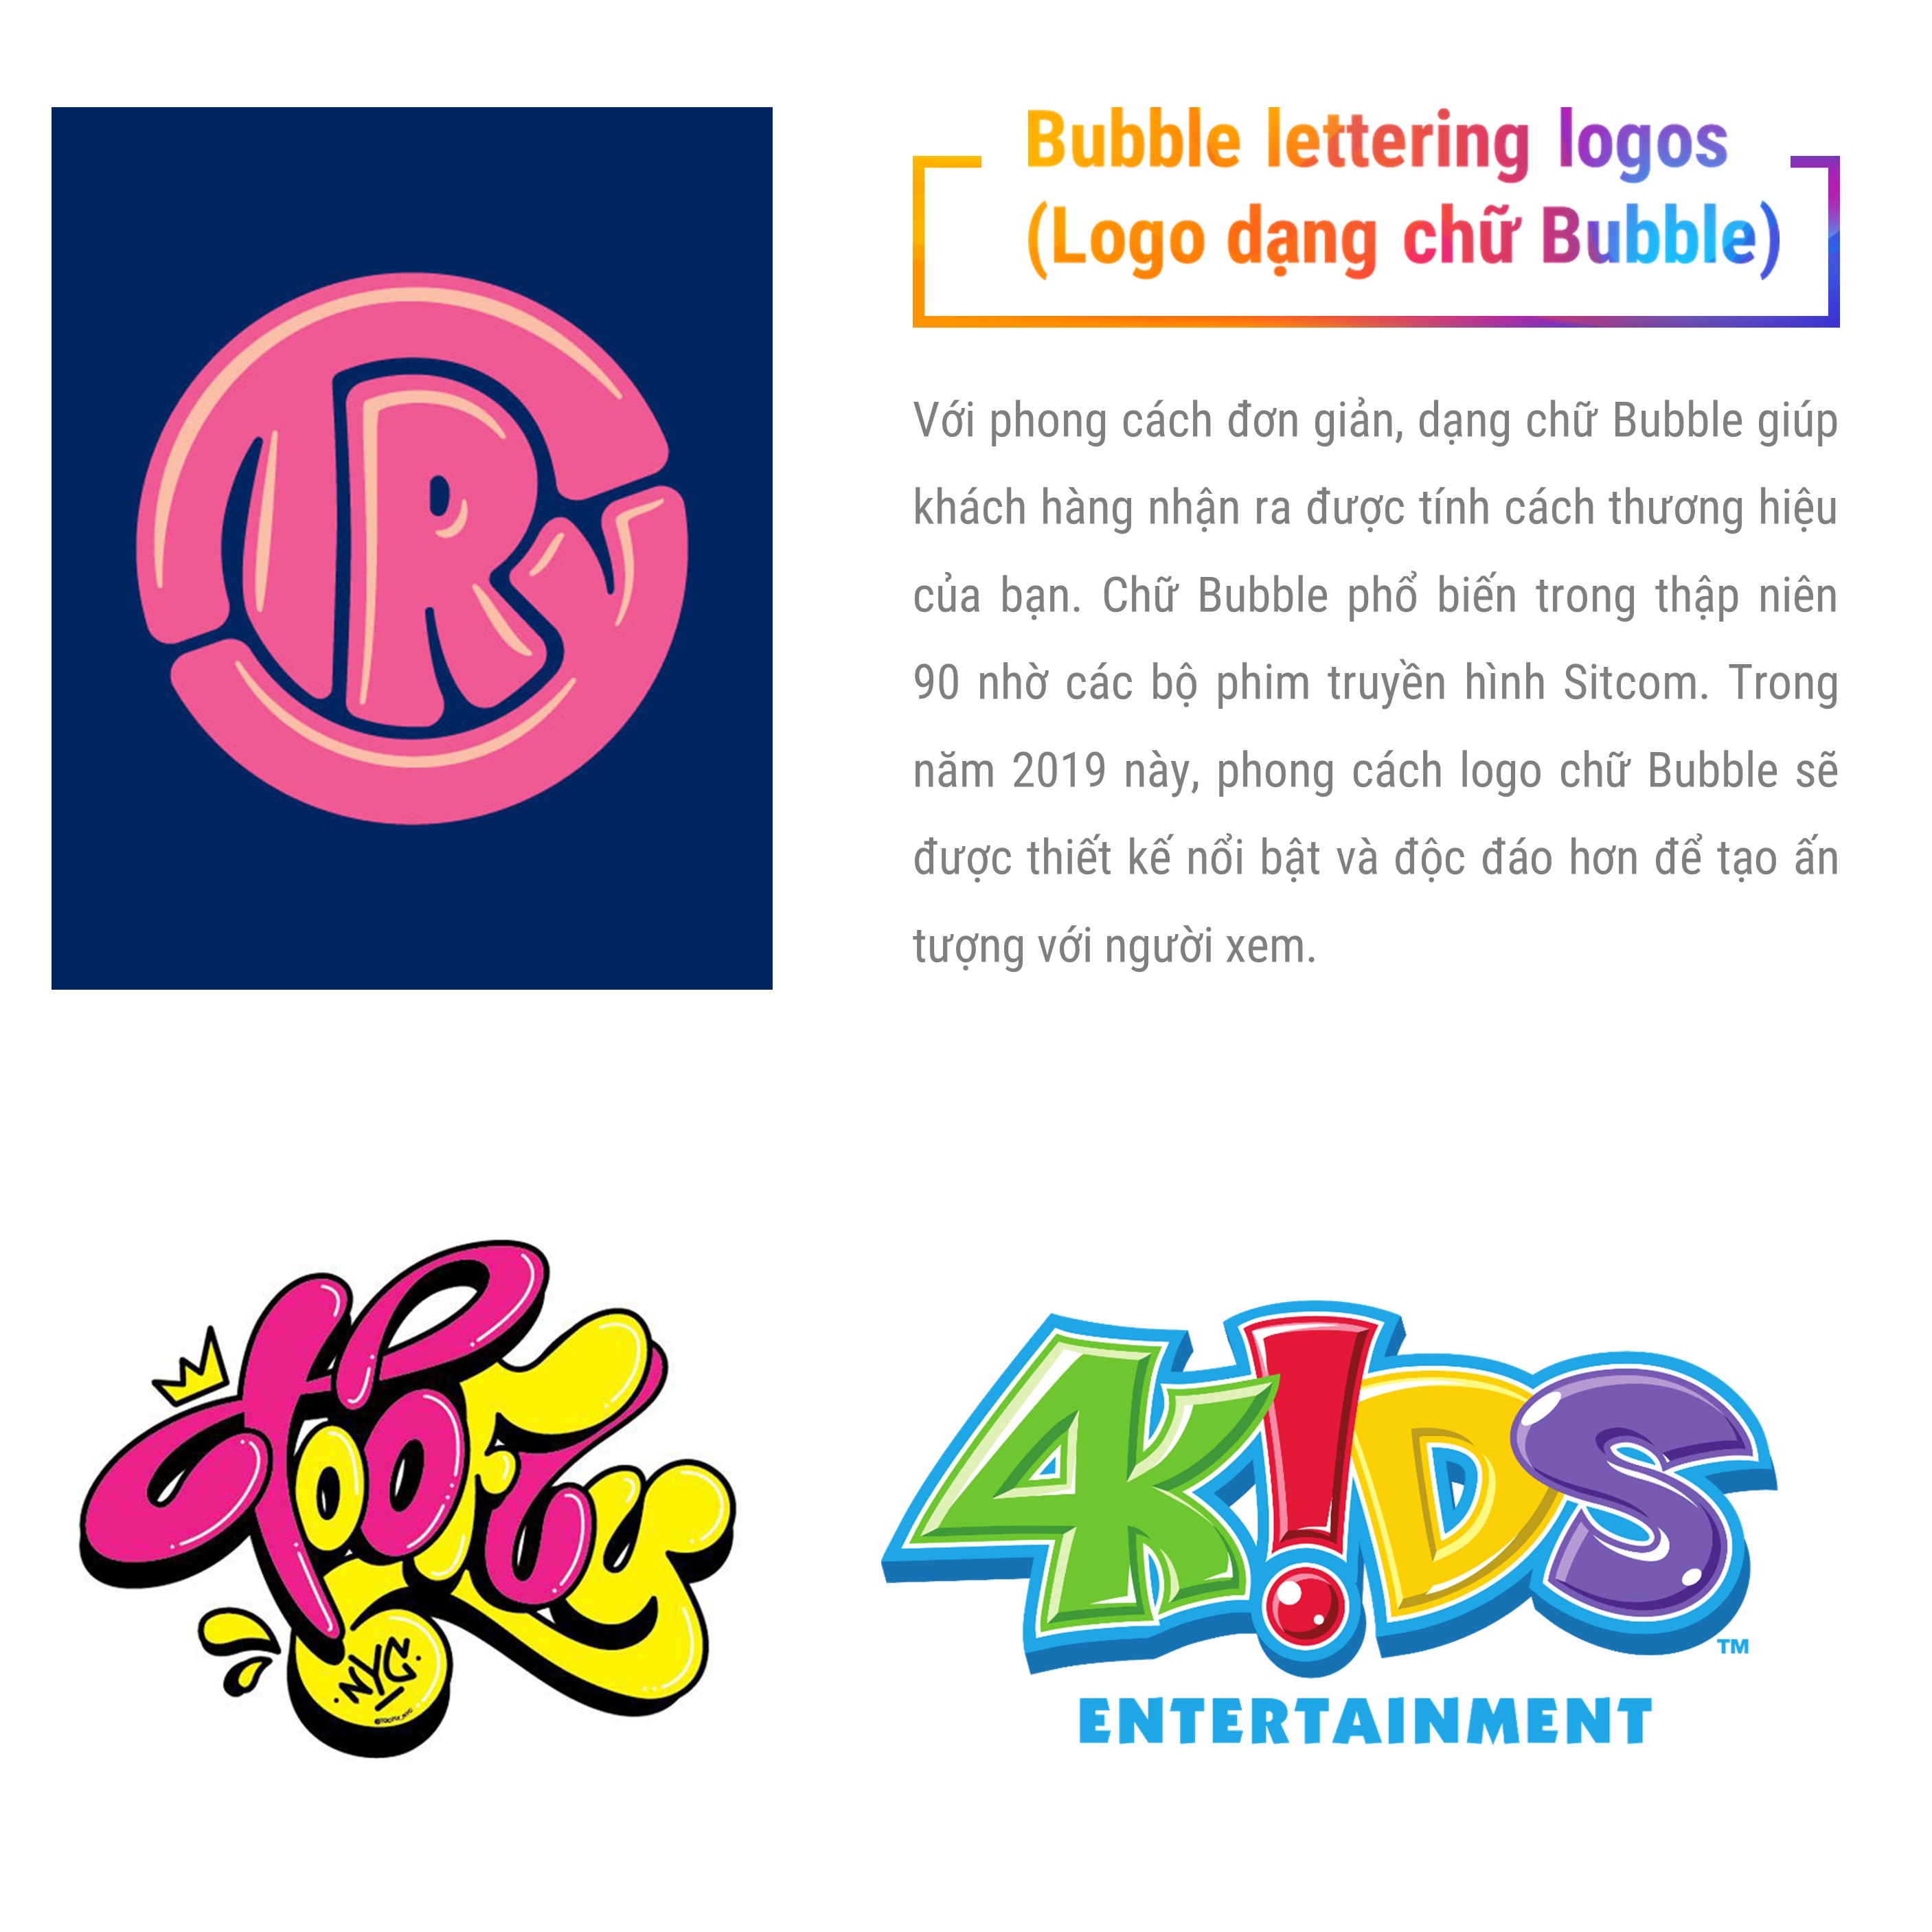 Bubble lettering logos
(Logo dạng chữ Bubble)
Với phong cách đơn giản, dạng chữ Bubble giúp
khách hàng nhận ra được tính cách thương hiệu
của bạn. Chữ Bubble phổ biến trong thập niên
90 nhờ các bộ phim truyền hình Sitcom. Trong
năm 2019 này, phong cách logo chữ Bubble sẽ
được thiết kế nổi bật và độc đáo hơn để tạo ấn
tượng với người xem.
R
NYC
4KIDS
TM
ENTERTAINMENT